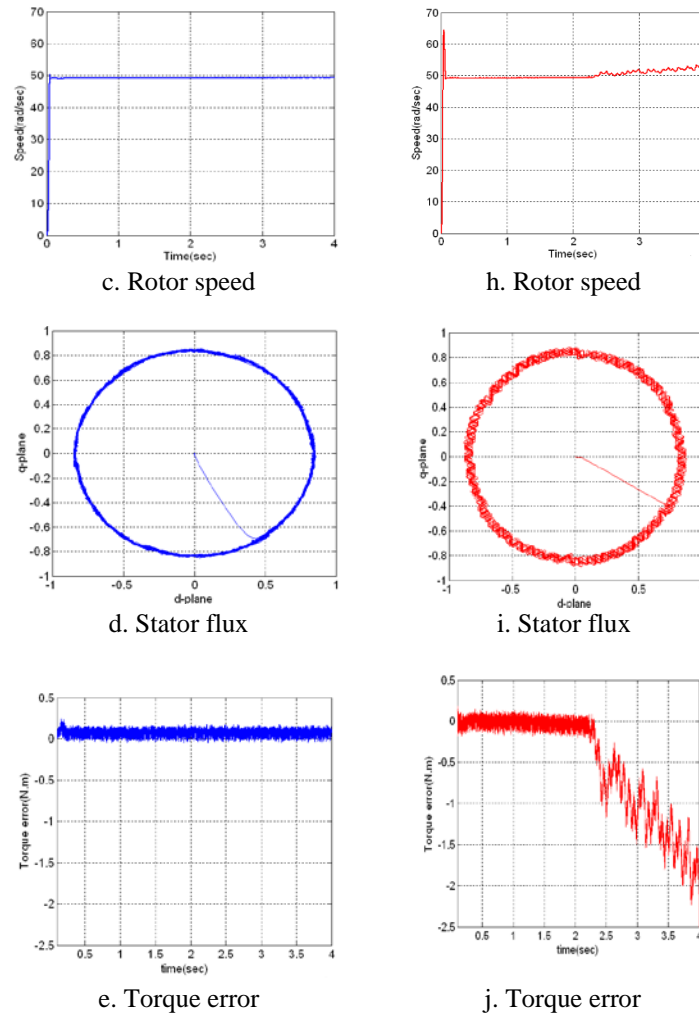 70
60
50
40
30
20
10
0
Speed(rad/sec)
0 1 2 3 4
Time(sec)
c. Rotor speed
70
60
50
40
30
20
10
0
Speed(rad/sec)
0 1 2 3
Time(sec)
h. Rotor speed
1
0.8
0.6
0.4
0.2
0
-0.2
-0.4
-0.6
-0.8
-1
q-plane
-1 -0.5 0 0.5 1
d-plane
d. Stator flux
1
0.8
0.6
0.4
0.2
0
-0.2
-0.4
-0.6
-0.8
-1
q-plane
-1 -0.5 0 0.5
d-plane
i. Stator flux
0.5
0
-0.5
-1
-1.5
-2
-2.5
Torque error(N.m)
0.5 1 1.5 2 2.5 3 3.5 4
time(sec)
e. Torque error
0.5
0
-0.5
-1
-1.5
-2
-2.5
Torque error(N.m)
0.5 1 1.5 2 2.5 3 3.5 4
time(sec)
j. Torque error